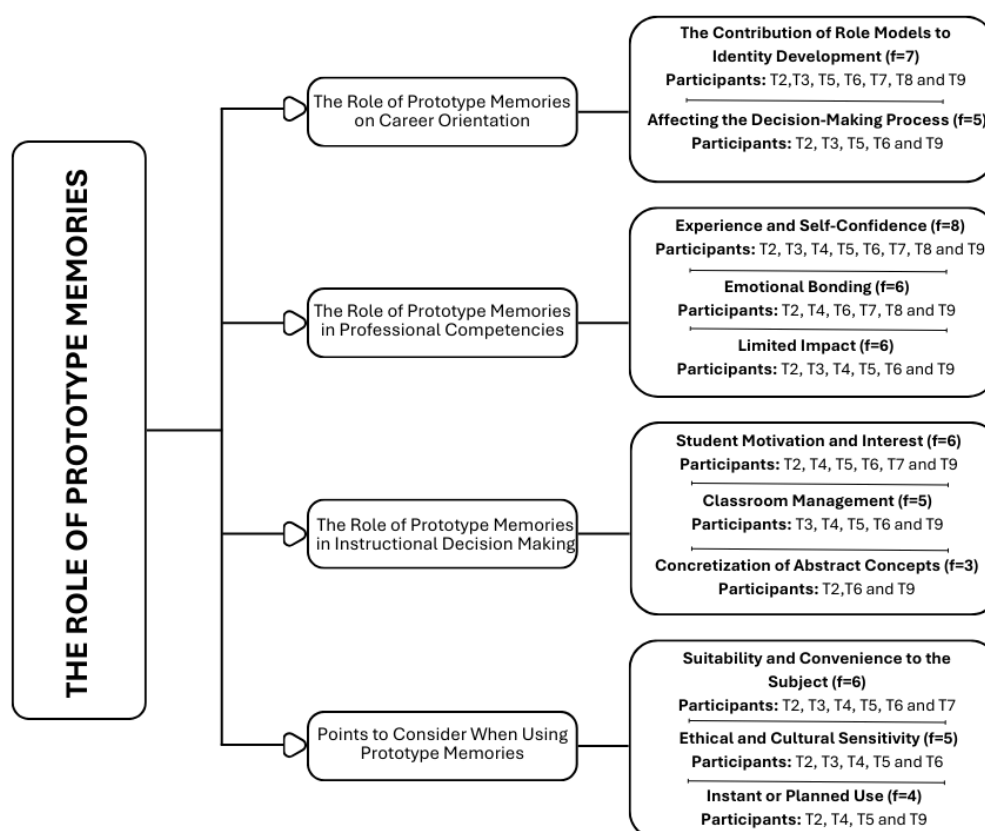 THE ROLE OF PROTOTYPE MEMORIES
The Role of Prototype Memories
on Career Orientation
The Contribution of Role Models to
Identity Development (f=7)
Participants: T2,T3, T5, T6, T7, T8 and T9
Affecting the Decision-Making Process (f=5)
Participants: T2, T3, T5, T6 and T9
The Role of Prototype Memories
in Professional Competencies
Experience and Self-Confidence (f=8)
Participants: T2, T3, T4, T5, T6, T7, T8 and T9
Emotional Bonding (f=6)
Participants: T2, T4, T6, T7, T8 and T9
Limited Impact (f=6)
Participants: T2, T3, T4, T5, T6 and T9
The Role of Prototype Memories
in Instructional Decision Making
Student Motivation and Interest (f=6)
Participants: T2, T4, T5, T6, T7 and T9
Classroom Management (f=5)
Participants: T3, T4, T5, T6 and T9
Concretization of Abstract Concepts (f=3)
Participants: T2,T6 and T9
Points to Consider When Using
Prototype Memories
Suitability and Convenience to the
Subject (f=6)
Participants: T2, T3, T4, T5, T6 and T7
Ethical and Cultural Sensitivity (f=5)
Participants: T2, T3, T4, T5 and T6
Instant or Planned Use (f=4)
Participants: T2, T4, T5 and T9